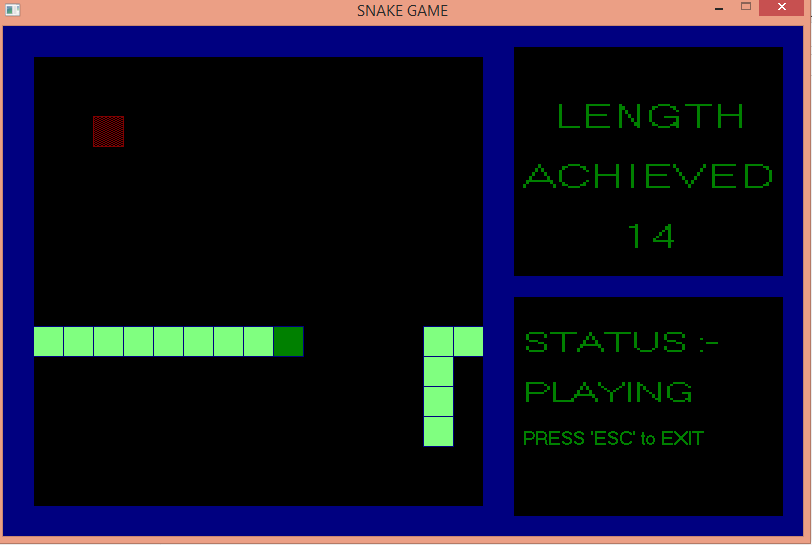 SNAKE GAME
LENGTH
ACHIEVED
14
STATUS :-
PLAYING
PRESS 'ESC' to EXIT